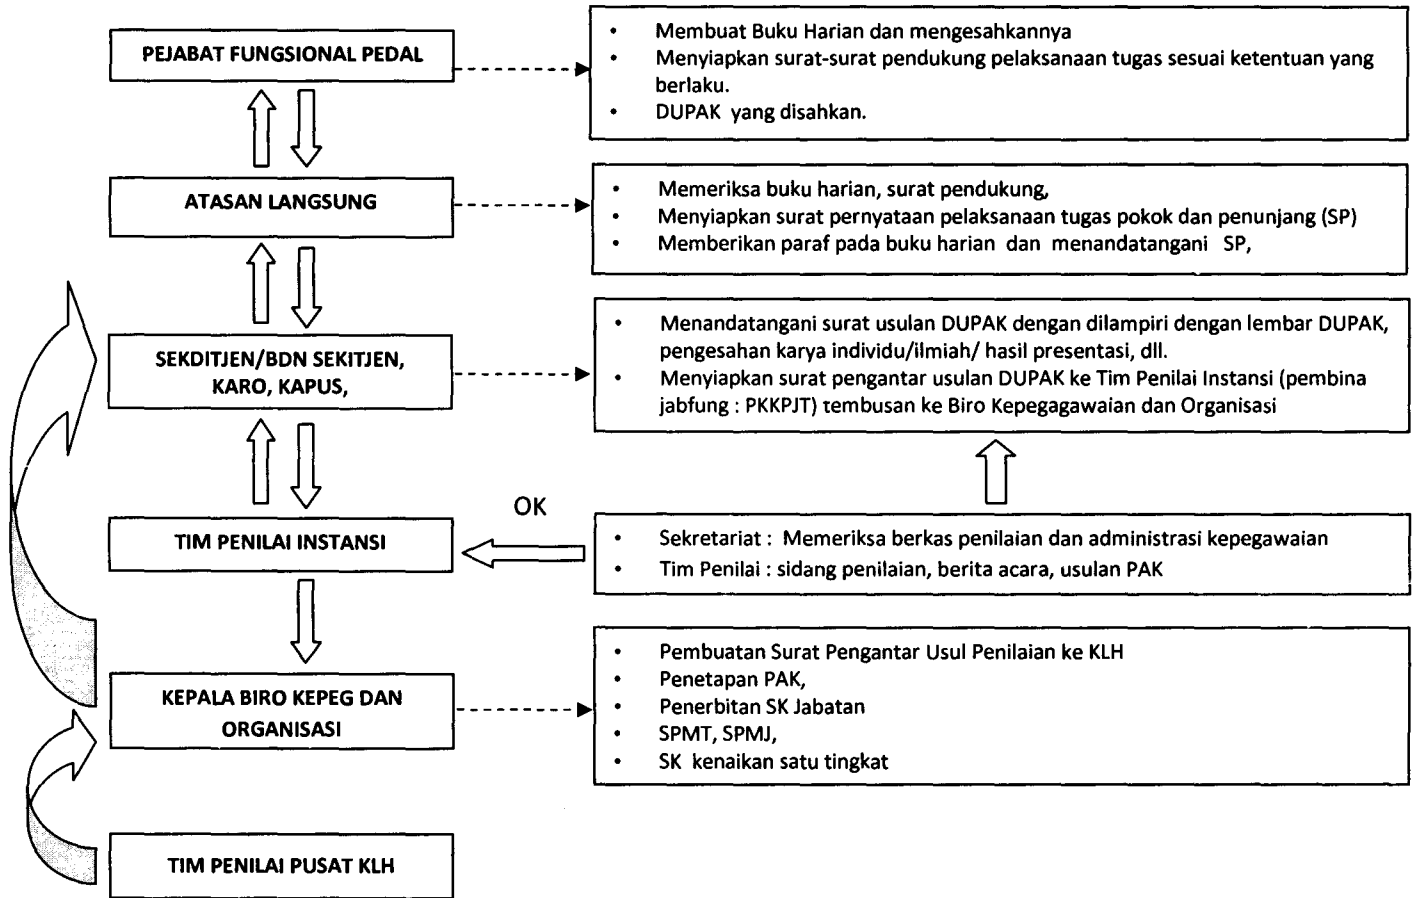 PEJABAT FUNGSIONAL PEDAL
• Membuat Buku Harian dan mengesahkannya
• Menyiapkan surat-surat pendukung pelaksanaan tugas sesuai ketentuan yang
berlaku.
• DUPAK yang disahkan.
ATASAN LANGSUNG
• Memeriksa buku harian, surat pendukung,
• Menyiapkan surat pernyataan pelaksanaan tugas pokok dan penunjang (SP)
• Memberikan paraf pada buku harian dan menandatangani SP,
SEKDITJEN/BDN SEKITJEN,
KARO, KAPUS,
• Menandatangani surat usulan DUPAK dengan dilampiri dengan lembar DUPAK,
pengesahan karya individu/ilmiah/ hasil presentasi, dll.
• Menyiapkan surat pengantar usulan DUPAK ke Tim Penilai Instansi (pembina
jabfung : PKKPJT) tembusan ke Biro Kepegagawaian dan Organisasi
OK
TIM PENILAI INSTANSI
• Sekretariat : Memeriksa berkas penilaian dan administrasi kepegawaian
• Tim Penilai : sidang penilaian, berita acara, usulan PAK
KEPALA BIRO KEPEG DAN
ORGANISASI
• Pembuatan Surat Pengantar Usul Penilaian ke KLH
• Penetapan PAK,
• Penerbitan SK Jabatan
• SPMT, SPMJ,
• SK kenaikan satu tingkat
TIM PENILAI PUSAT KLH